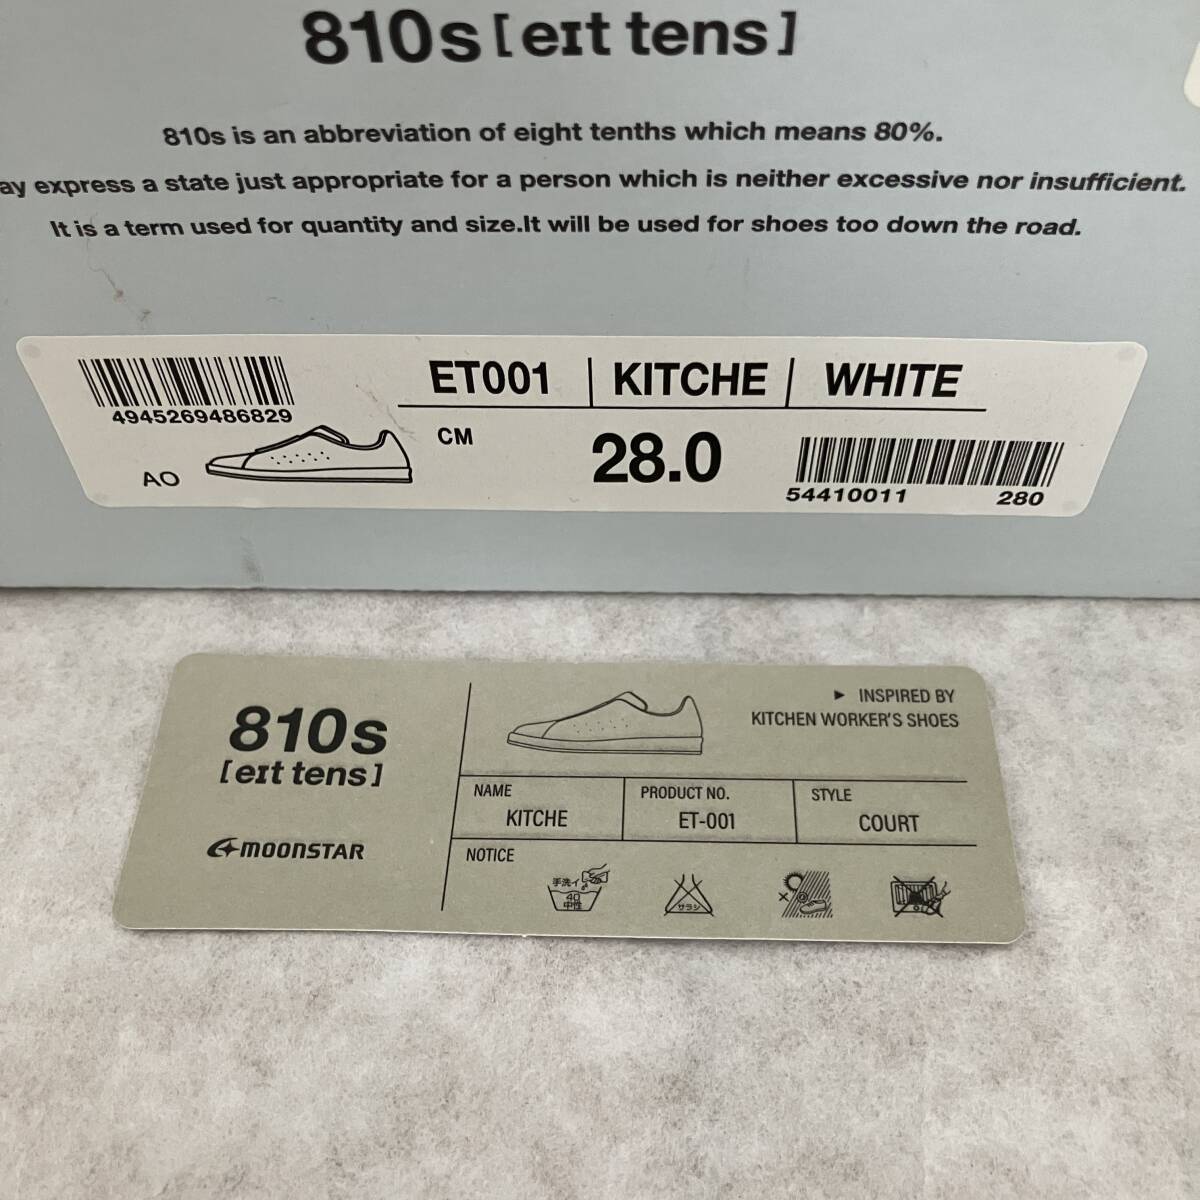 810s [eɪt tens]
810s is an abbreviation of eight tenths which means 80%.
ay express a state just appropriate for a person which is neither excessive nor insufficient.
It is a term used for quantity and size.It will be used for shoes too down the road.
ET001 | KITCHE | WHITE
4945269486829
CM 28.0
AO
54410011 280
810s
[eɪt tens]
MOONSTAR
► INSPIRED BY
KITCHEN WORKER'S SHOES
NAME
KITCHE
PRODUCT NO.
ET-001
STYLE
COURT
NOTICE
手洗イ
40
中性
サラシ